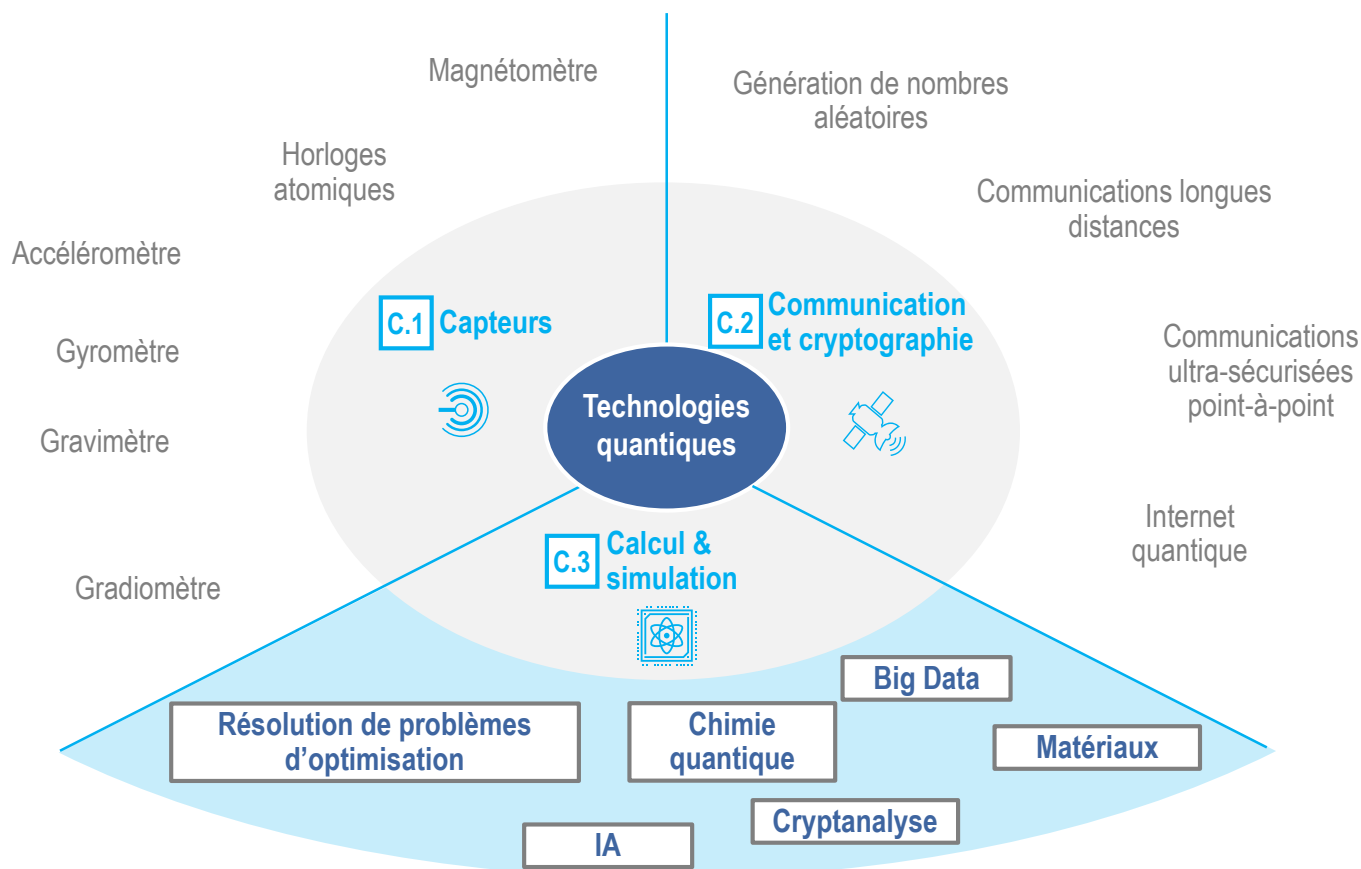 Magnétomètre
Génération de nombres
aléatoires
Horloges
atomiques
Communications longues
distances
Accéléromètre
C.1 Capteurs
C.2 Communication
et cryptographie
Gyromètre
Communications
ultra-sécurisées
point-à-point
Gravimètre
Technologies
quantiques
Internet
quantique
C.3 Calcul &
simulation
Gradiomètre
Big Data
Résolution de problèmes
d’optimisation
Chimie
quantique
Matériaux
Cryptanalyse
IA